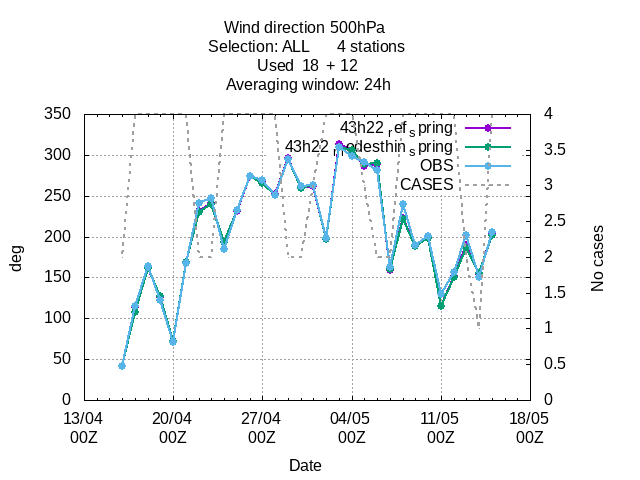 Wind direction 500hPa
Selection: ALL 4 stations
Used 18 + 12
Averaging window: 24h
350
300
250
200
150
100
50
0
4
3.5
3
2.5
2
1.5
1
0.5
0
deg
No cases
43h22 ref spring
OBS
CASES
13/04 20/04 27/04 04/05 11/05 18/05
00Z 00Z 00Z 00Z 00Z 00Z
Date